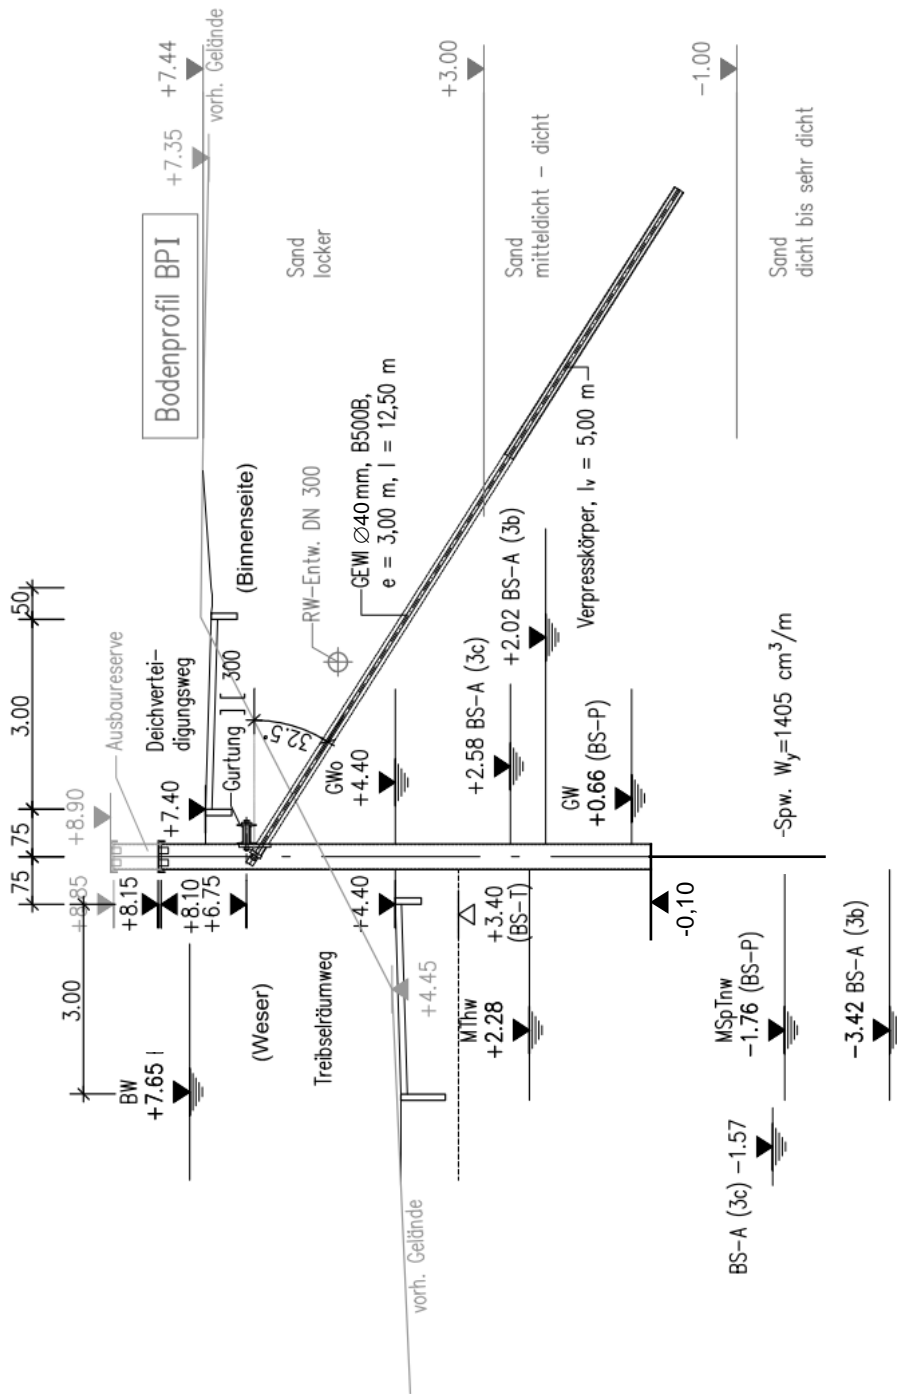 +7.44
vorh. Gelände
+7.35
+3.00
-1.00
Bodenprofil BPI
Sand
locker
Sand
mitteldicht - dicht
Sand
dicht bis sehr dicht
GEWI ∅40mm, B500B,
e = 3,00 m, l = 12,50 m
Verpresskörper, lv = 5,00 m
(Binnenseite)
RW-Entw. DN 300
50
3.00
75
75
3.00
Ausbaureserve
Deichvertei-
digungsweg
Gurtung ][ 300
32.5°
+8.90
+7.40
GWo
+4.40
+2.58 BS-A (3c)
+2.02 BS-A (3b)
GW
+0.66 (BS-P)
-Spw. Wy=1405 cm³/m
+8.85
+8.15
+8.10
+6.75
+4.40
+3.40
(BS-T)
-0,10
BW
+7.65
(Weser)
Treibselräumweg
+4.45
MThw
+2.28
MSpTnw
-1.76 (BS-P)
-3.42 BS-A (3b)
BS-A (3c) -1.57
vorh. Gelände